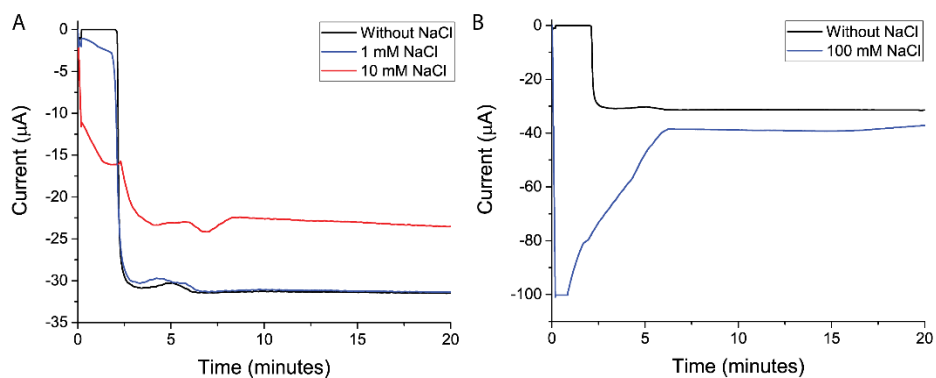 A
0
-5
-10
-15
-20
-25
-30
-35
Current (μA)
0
5
10
15
20
Time (minutes)
Without NaCl
1 mM NaCl
10 mM NaCl
B
0
-20
-40
-60
-80
-100
Current (μA)
0
5
10
15
20
Time (minutes)
Without NaCl
100 mM NaCl